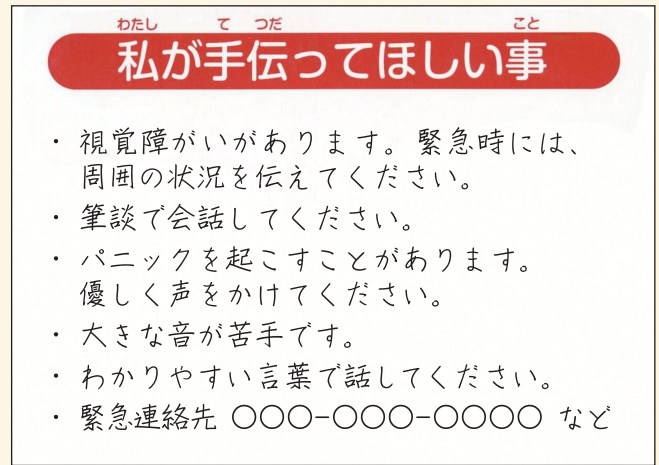 わたし て つだ こと
私が手伝ってほしい事
・視覚障がいがあります。緊急時には、
周囲の状況を伝えてください。
・筆談で会話してください。
・パニックを起こすことがあります。
優しく声をかけてください。
・大きな音が苦手です。
・わかりやすい言葉で話してください。
・緊急連絡先 〇〇〇−〇〇〇−〇〇〇〇 など